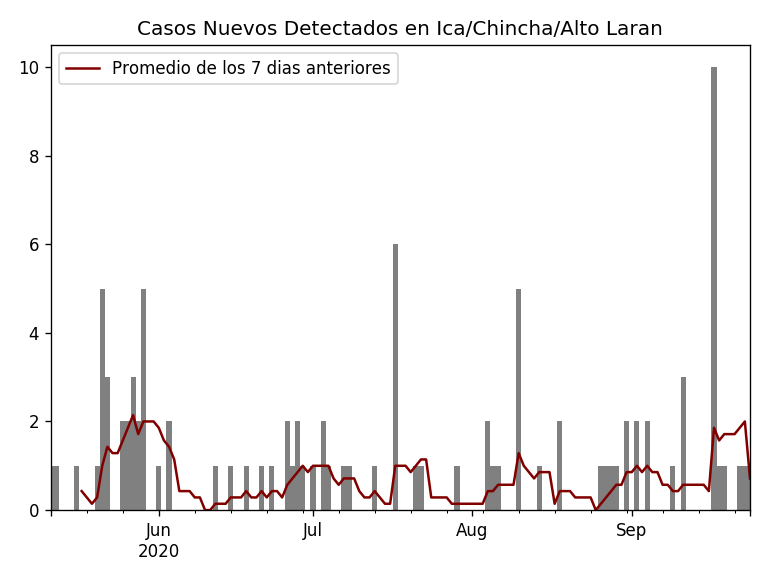 Casos Nuevos Detectados en Ica/Chincha/Alto Laran
Promedio de los 7 dias anteriores
10
8
6
4
2
0
Jun Jul Aug Sep
2020